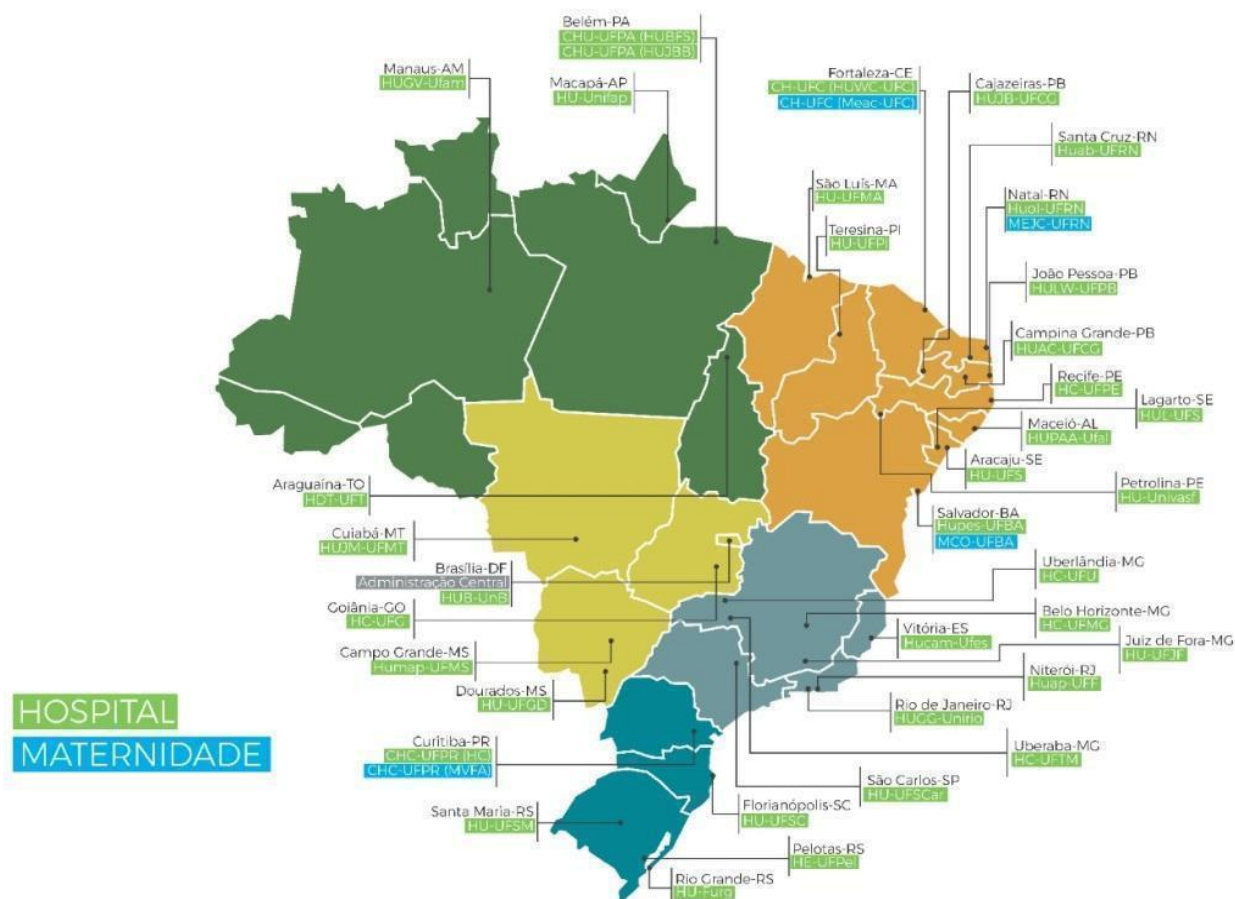 Belém-PA
CHU-UFPA (HUBFS)
CHU-UFPA (HUJBB)
Manaus-AM
HUGV-Ufam
Macapá-AP
HU-Unifap
Fortaleza-CE
CH-UFC (HUWC-UFC)
CH-UFC (Meac-UFC)
Cajazeiras-PB
HUJB-UFCG
Santa Cruz-RN
Huab-UFRN
São Luís-MA
HU-UFMA
Natal-RN
Huol-UFRN
MEJC-UFRN
Teresina-PI
HU-UFPI
João Pessoa-PB
HULW-UFPB
Campina Grande-PB
HUAC-UFCG
Recife-PE
HC-UFPE
Lagarto-SE
HUL-UFS
Maceió-AL
HUPAA-Ufal
Aracaju-SE
HU-UFS
Petrolina-PE
HU-Univasf
Araguaína-TO
HDT-UFT
Salvador-BA
Hupes-UFBA
MCO-UFBA
Cuiabá-MT
HUJM-UFMT
Uberlândia-MG
HC-UFU
Brasília-DF
Administração Central
HUB-UnB
Goiânia-GO
HC-UFG
Belo Horizonte-MG
HC-UFMG
Vitória-ES
Hucam-Ufes
Juiz de Fora-MG
HU-UFJF
Campo Grande-MS
Humap-UFMS
Niterói-RJ
Huap-UFF
Dourados-MS
HU-UFGD
Rio de Janeiro-RJ
HUGG-Unirio
HOSPITAL
MATERNIDADE
Curitiba-PR
CHC-UFPR (HC)
CHC-UFPR (MVFA)
Uberaba-MG
HC-UFTM
São Carlos-SP
HU-UFSCar
Santa Maria-RS
HU-UFSM
Florianópolis-SC
HU-UFSC
Pelotas-RS
HE-UFPel
Rio Grande-RS
HU-Furg